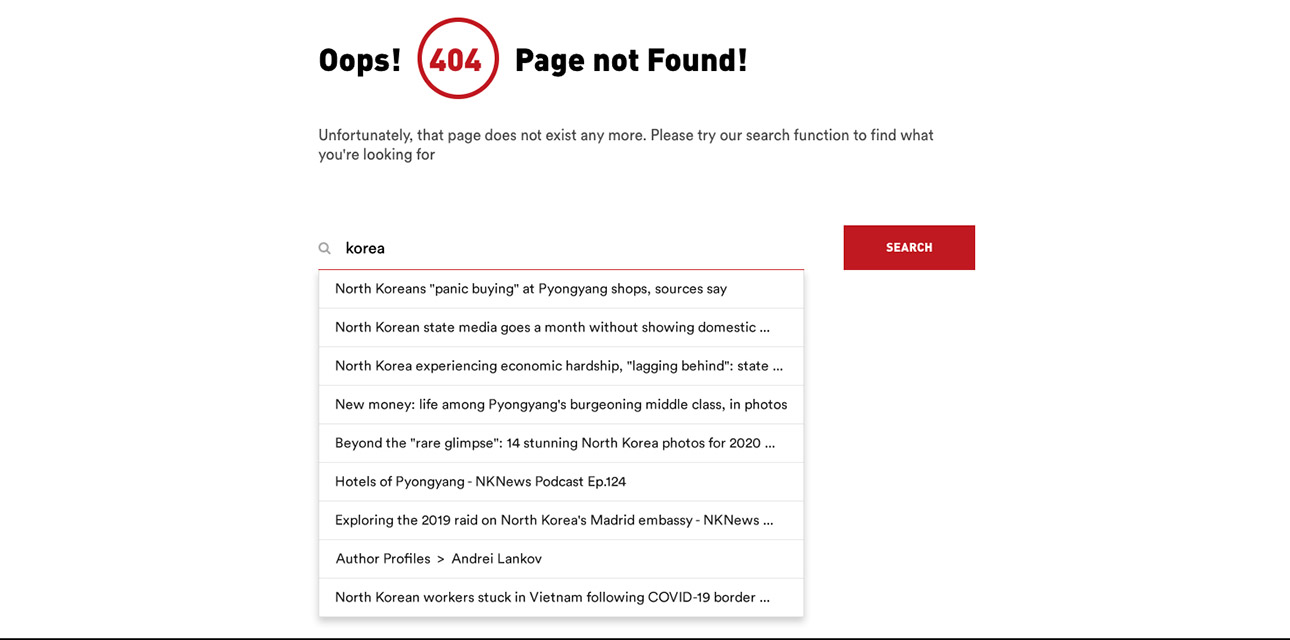 Oops! 404 Page not Found!
Unfortunately, that page does not exist any more. Please try our search function to find what
you're looking for
korea
SEARCH
North Koreans "panic buying" at Pyongyang shops, sources say
North Korean state media goes a month without showing domestic ...
North Korea experiencing economic hardship, "lagging behind": state ...
New money: life among Pyongyang's burgeoning middle class, in photos
Beyond the "rare glimpse": 14 stunning North Korea photos for 2020 ...
Hotels of Pyongyang - NKNews Podcast Ep.124
Exploring the 2019 raid on North Korea's Madrid embassy - NKNews ...
Author Profiles > Andrei Lankov
North Korean workers stuck in Vietnam following COVID-19 border ...